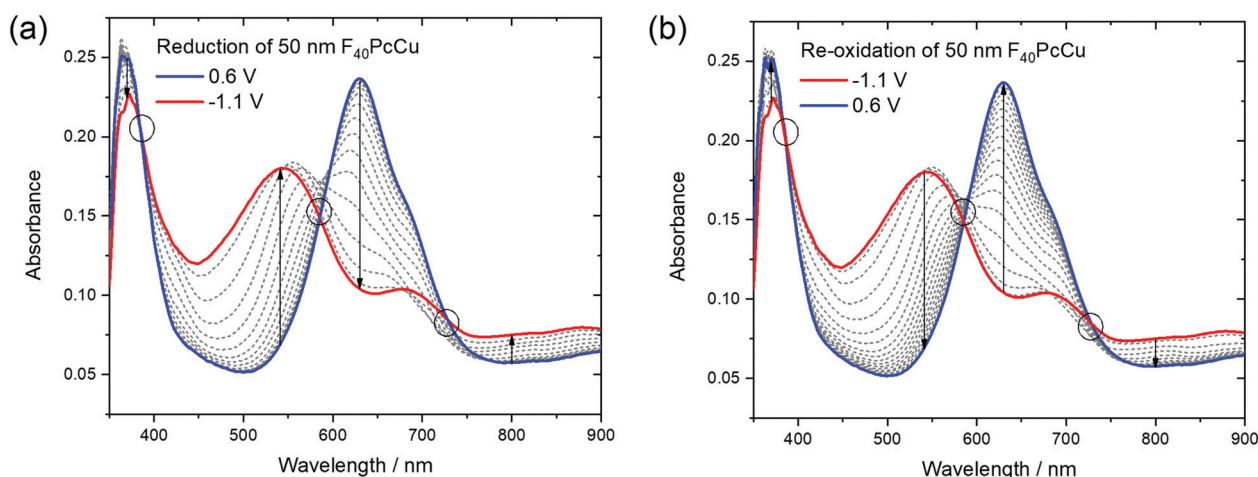 (a)
Reduction of 50 nm F₄₀PcCu
0.6 V
-1.1 V
0.25
0.20
0.15
0.10
0.05
Absorbance
400 500 600 700 800 900
Wavelength / nm
(b)
Re-oxidation of 50 nm F₄₀PcCu
-1.1 V
0.6 V
0.25
0.20
0.15
0.10
0.05
Absorbance
400 500 600 700 800 900
Wavelength / nm